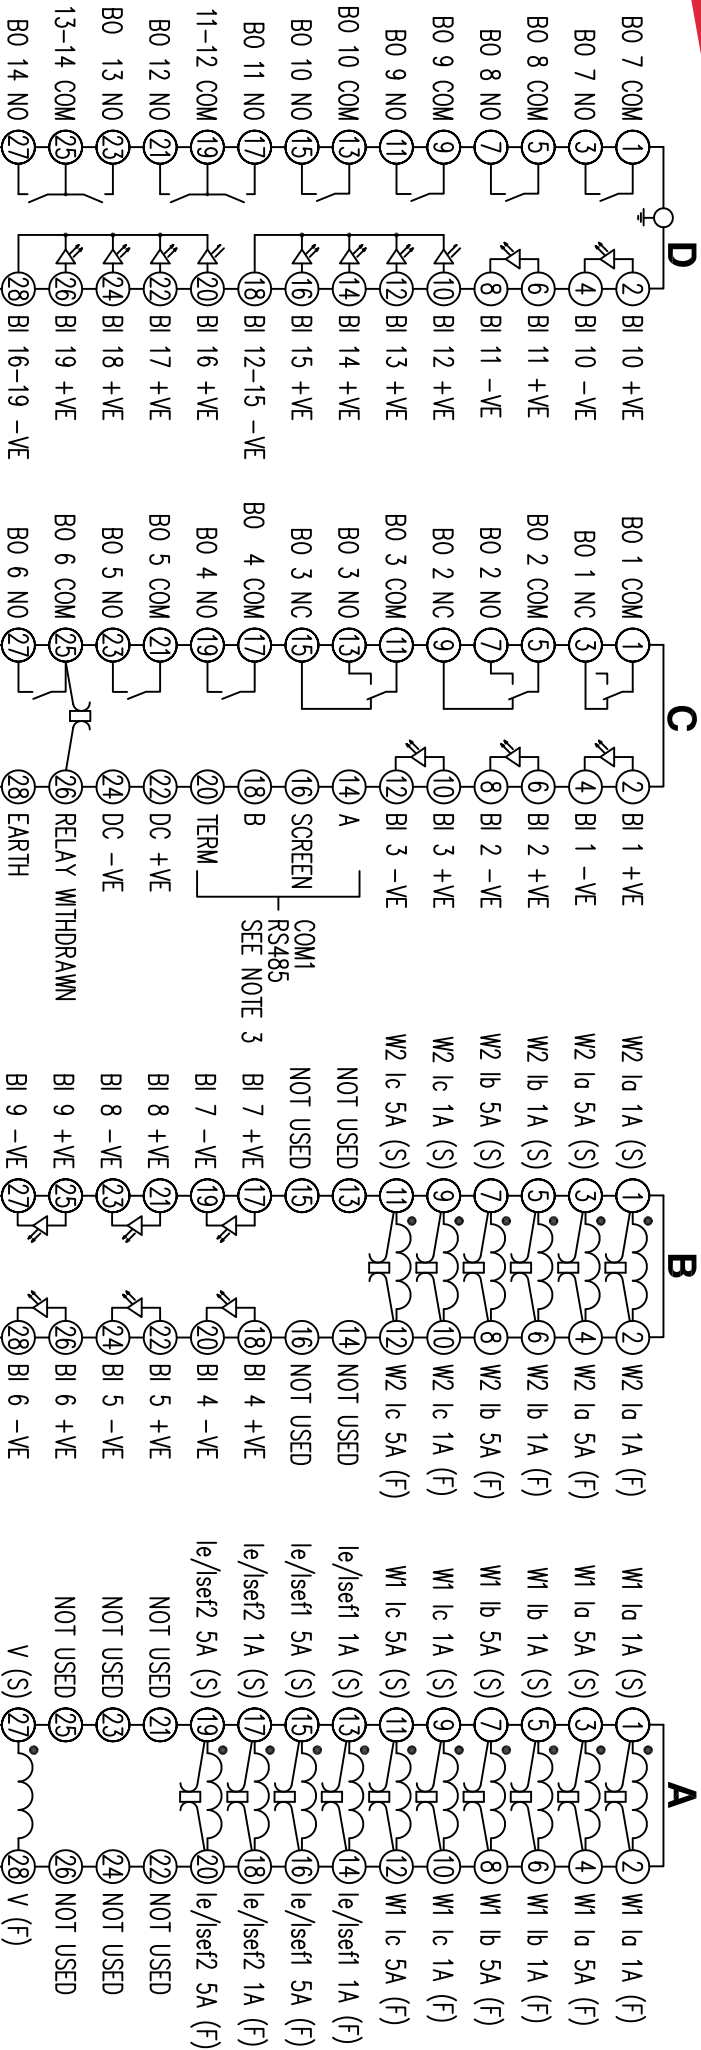 D
BO 7 COM 1
BO 7 NO 3
BO 8 COM 5
BO 8 NO 7
BO 9 COM 9
BO 9 NO 11
BO 10 COM 13
BO 10 NO 15
BO 11 NO 17
11-12 COM 19
BO 12 NO 21
BO 13 NO 23
13-14 COM 25
BO 14 NO 27
2 BI 10 +VE
4 BI 10 -VE
6 BI 11 +VE
8 BI 11 -VE
10 BI 12 +VE
12 BI 13 +VE
14 BI 14 +VE
16 BI 15 +VE
18 BI 12-15 -VE
20 BI 16 +VE
22 BI 17 +VE
24 BI 18 +VE
26 BI 19 +VE
28 BI 16-19 -VE
C
BO 1 COM 1
BO 1 NC 3
BO 2 COM 5
BO 2 NO 7
BO 2 NC 9
BO 3 COM 11
BO 3 NO 13
BO 3 NC 15
BO 4 COM 17
BO 4 NO 19
BO 5 COM 21
BO 5 NO 23
BO 6 COM 25
BO 6 NO 27
2 BI 1 +VE
4 BI 1 -VE
6 BI 2 +VE
8 BI 2 -VE
10 BI 3 +VE
12 BI 3 -VE
14 A
16 SCREEN
18 B
20 TERM
COM1
RS485
SEE NOTE 3
22 DC +VE
24 DC -VE
26 RELAY WITHDRAWN
28 EARTH
B
W2 Ia 1A (S) 1
W2 Ia 5A (S) 3
W2 Ib 1A (S) 5
W2 Ib 5A (S) 7
W2 Ic 1A (S) 9
W2 Ic 5A (S) 11
NOT USED 13
NOT USED 15
BI 7 +VE 17
BI 7 -VE 19
BI 8 +VE 21
BI 8 -VE 23
BI 9 +VE 25
BI 9 -VE 27
2 W2 Ia 1A (F)
4 W2 Ia 5A (F)
6 W2 Ib 1A (F)
8 W2 Ib 5A (F)
10 W2 Ic 1A (F)
12 W2 Ic 5A (F)
14 NOT USED
16 NOT USED
18 BI 4 +VE
20 BI 4 -VE
22 BI 5 +VE
24 BI 5 -VE
26 BI 6 +VE
28 BI 6 -VE
A
W1 Ia 1A (S) 1
W1 Ia 5A (S) 3
W1 Ib 1A (S) 5
W1 Ib 5A (S) 7
W1 Ic 1A (S) 9
W1 Ic 5A (S) 11
Ie/Isef1 1A (S) 13
Ie/Isef1 5A (S) 15
Ie/Isef2 1A (S) 17
Ie/Isef2 5A (S) 19
NOT USED 21
NOT USED 23
NOT USED 25
V (S) 27
2 W1 Ia 1A (F)
4 W1 Ia 5A (F)
6 W1 Ib 1A (F)
8 W1 Ib 5A (F)
10 W1 Ic 1A (F)
12 W1 Ic 5A (F)
14 Ie/Isef1 1A (F)
16 Ie/Isef1 5A (F)
18 Ie/Isef2 1A (F)
20 Ie/Isef2 5A (F)
22 NOT USED
24 NOT USED
26 NOT USED
28 V (F)